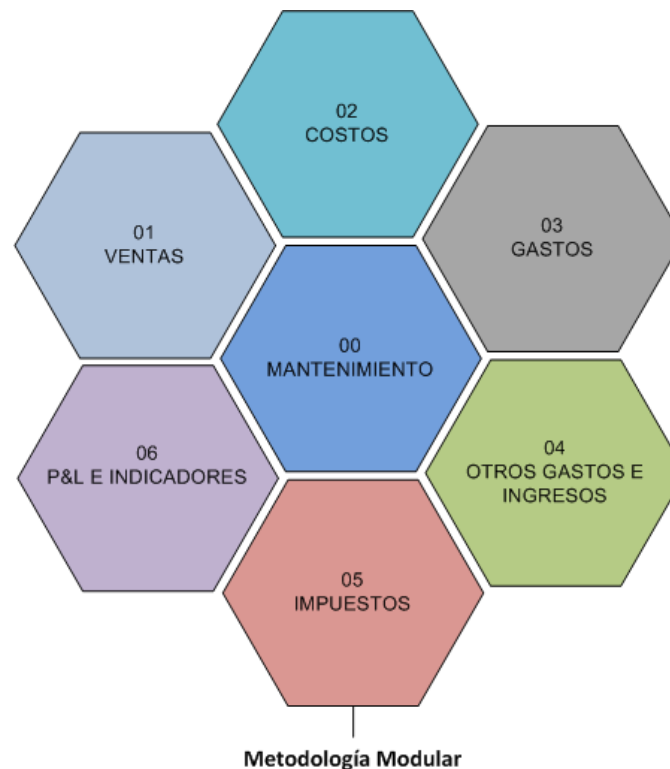 02
COSTOS
01
VENTAS
03
GASTOS
00
MANTENIMIENTO
06
P&L E INDICADORES
04
OTROS GASTOS E
INGRESOS
05
IMPUESTOS
Metodología Modular